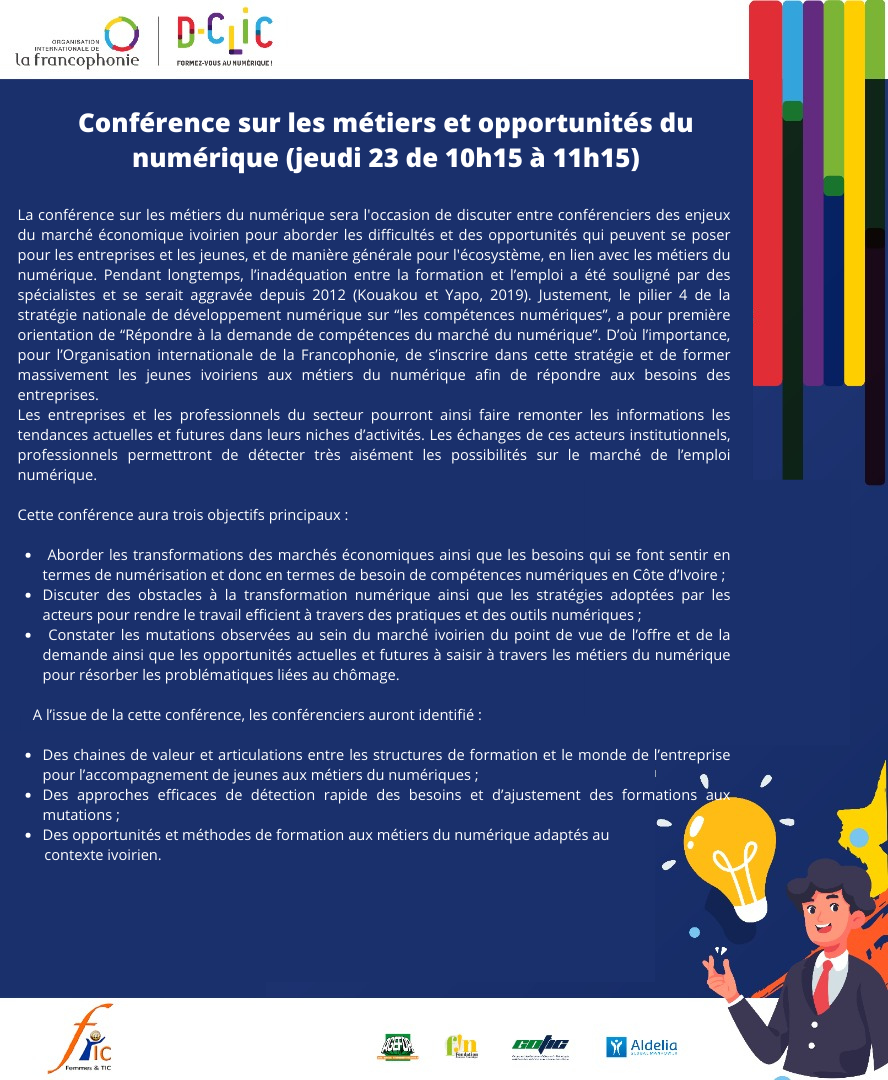 ORGANISATION
INTERNATIONALE DE
la francophonie
D-CLIC
FORMEZ-VOUS AU NUMÉRIQUE !
Conférence sur les métiers et opportunités du
numérique (jeudi 23 de 10h15 à 11h15)
La conférence sur les métiers du numérique sera l'occasion de discuter entre conférenciers des enjeux
du marché économique ivoirien pour aborder les difficultés et des opportunités qui peuvent se poser
pour les entreprises et les jeunes, et de manière générale pour l'écosystème, en lien avec les métiers du
numérique. Pendant longtemps, l’inadéquation entre la formation et l’emploi a été souligné par des
spécialistes et se serait aggravée depuis 2012 (Kouakou et Yapo, 2019). Justement, le pilier 4 de la
stratégie nationale de développement numérique sur “les compétences numériques”, a pour première
orientation de “Répondre à la demande de compétences du marché du numérique”. D’où l’importance,
pour l’Organisation internationale de la Francophonie, de s’inscrire dans cette stratégie et de former
massivement les jeunes ivoiriens aux métiers du numérique afin de répondre aux besoins des
entreprises.
Les entreprises et les professionnels du secteur pourront ainsi faire remonter les informations les
tendances actuelles et futures dans leurs niches d’activités. Les échanges de ces acteurs institutionnels,
professionnels permettront de détecter très aisément les possibilités sur le marché de l’emploi
numérique.
Cette conférence aura trois objectifs principaux :
• Aborder les transformations des marchés économiques ainsi que les besoins qui se font sentir en
termes de numérisation et donc en termes de besoin de compétences numériques en Côte d’Ivoire ;
• Discuter des obstacles à la transformation numérique ainsi que les stratégies adoptées par les
acteurs pour rendre le travail efficient à travers des pratiques et des outils numériques ;
• Constater les mutations observées au sein du marché ivoirien du point de vue de l’offre et de la
demande ainsi que les opportunités actuelles et futures à saisir à travers les métiers du numérique
pour résorber les problématiques liées au chômage.
A l’issue de la cette conférence, les conférenciers auront identifié :
• Des chaines de valeur et articulations entre les structures de formation et le monde de l’entreprise
pour l’accompagnement de jeunes aux métiers du numériques ;
• Des approches efficaces de détection rapide des besoins et d’ajustement des formations aux
mutations ;
• Des opportunités et méthodes de formation aux métiers du numérique adaptés au
contexte ivoirien.
fTIC
Femmes & TIC
AGEFOP
fjn
Fondation
GOTIC
Aldelia
GLOBAL MANPOWER